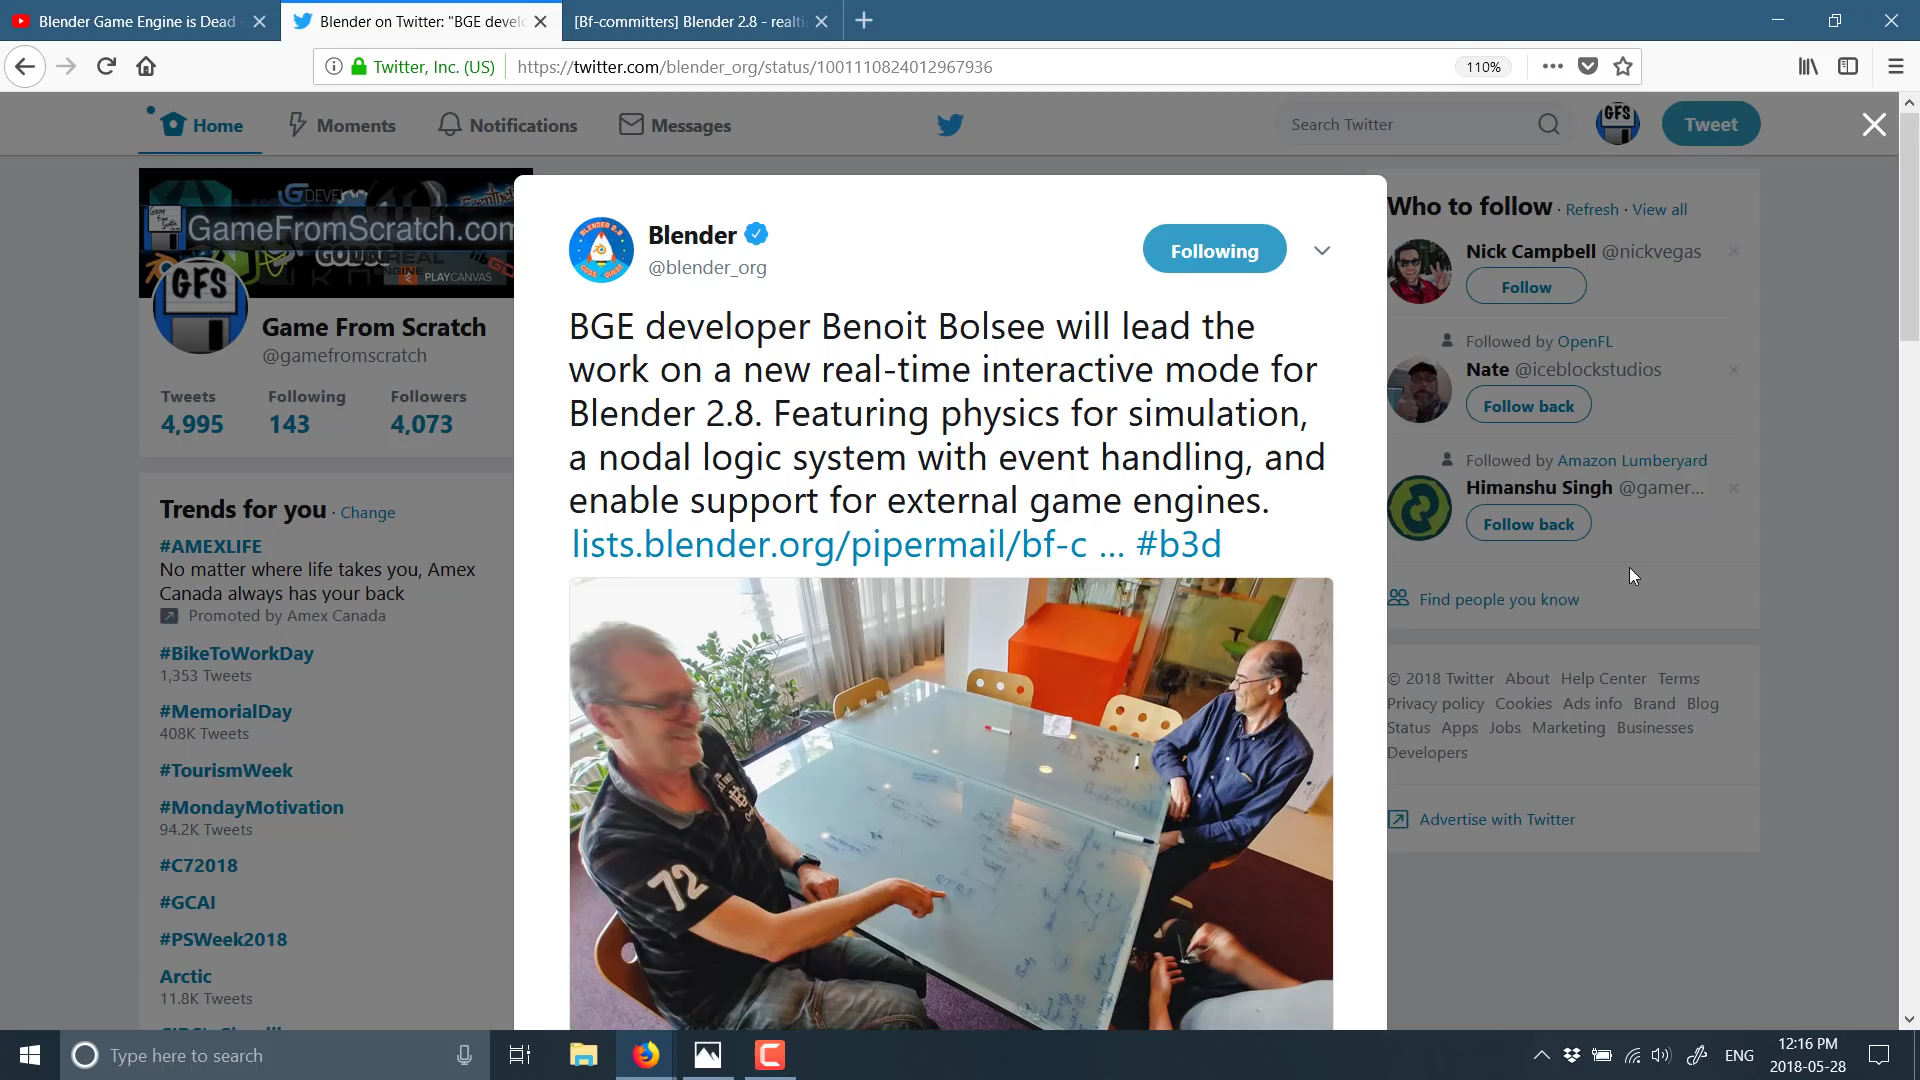 Blender Game Engine is Dead
Blender on Twitter: "BGE develo
[Bf-committers] Blender 2.8 - realti
Twitter, Inc. (US)
https://twitter.com/blender_org/status/1001110824012967936
110%
Home
Moments
Notifications
Messages
Search Twitter
GFS
Tweet
GameFromScratch.com
PLAYCANVAS
GFS
Game From Scratch
@gamefromscratch
Tweets
Following
Followers
4,995
143
4,073
Trends for you · Change
#AMEXLIFE
No matter where life takes you, Amex
Canada always has your back
Promoted by Amex Canada
#BikeToWorkDay
1,353 Tweets
#MemorialDay
408K Tweets
#TourismWeek
#MondayMotivation
94.2K Tweets
#C72018
#GCAI
#PSWeek2018
Arctic
11.8K Tweets
Blender
@blender_org
Following
BGE developer Benoit Bolsee will lead the
work on a new real-time interactive mode for
Blender 2.8. Featuring physics for simulation,
a nodal logic system with event handling, and
enable support for external game engines.
lists.blender.org/pipermail/bf-c ... #b3d
72
Who to follow · Refresh · View all
Nick Campbell @nickvegas
Follow
Followed by OpenFL
Nate @iceblockstudios
Follow back
Followed by Amazon Lumberyard
Himanshu Singh @gamer...
Follow back
Find people you know
© 2018 Twitter About Help Center Terms
Privacy policy Cookies Ads info Brand Blog
Status Apps Jobs Marketing Businesses
Developers
Advertise with Twitter
Type here to search
ENG
12:16 PM
2018-05-28